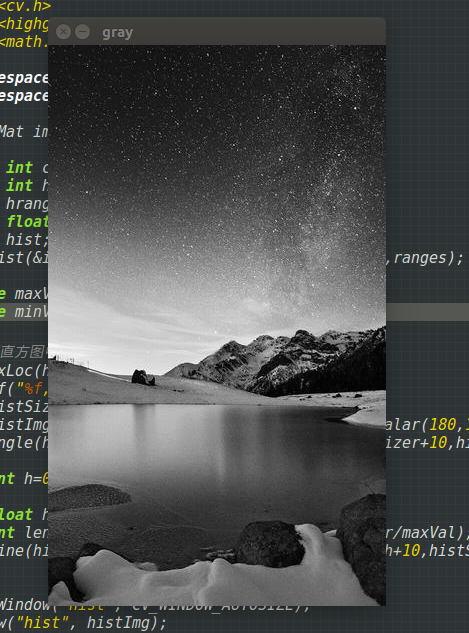 <cv.h>
<highg
<math.
gray
espace
espace
Mat im
int c
int h
hrang
float
hist;
ist(&i ,ranges);
e maxV
e minV
直方图
xLoc(h
f("%f,
istSiz
istImg alar(180,1
ngle(h izer+10,hi
nt h=0
loat h
nt len r/maxVal)
ine(hi h+10,histS
Window("hist", CV_WINDOW_AUTOSIZE);
w("hist", histImg);